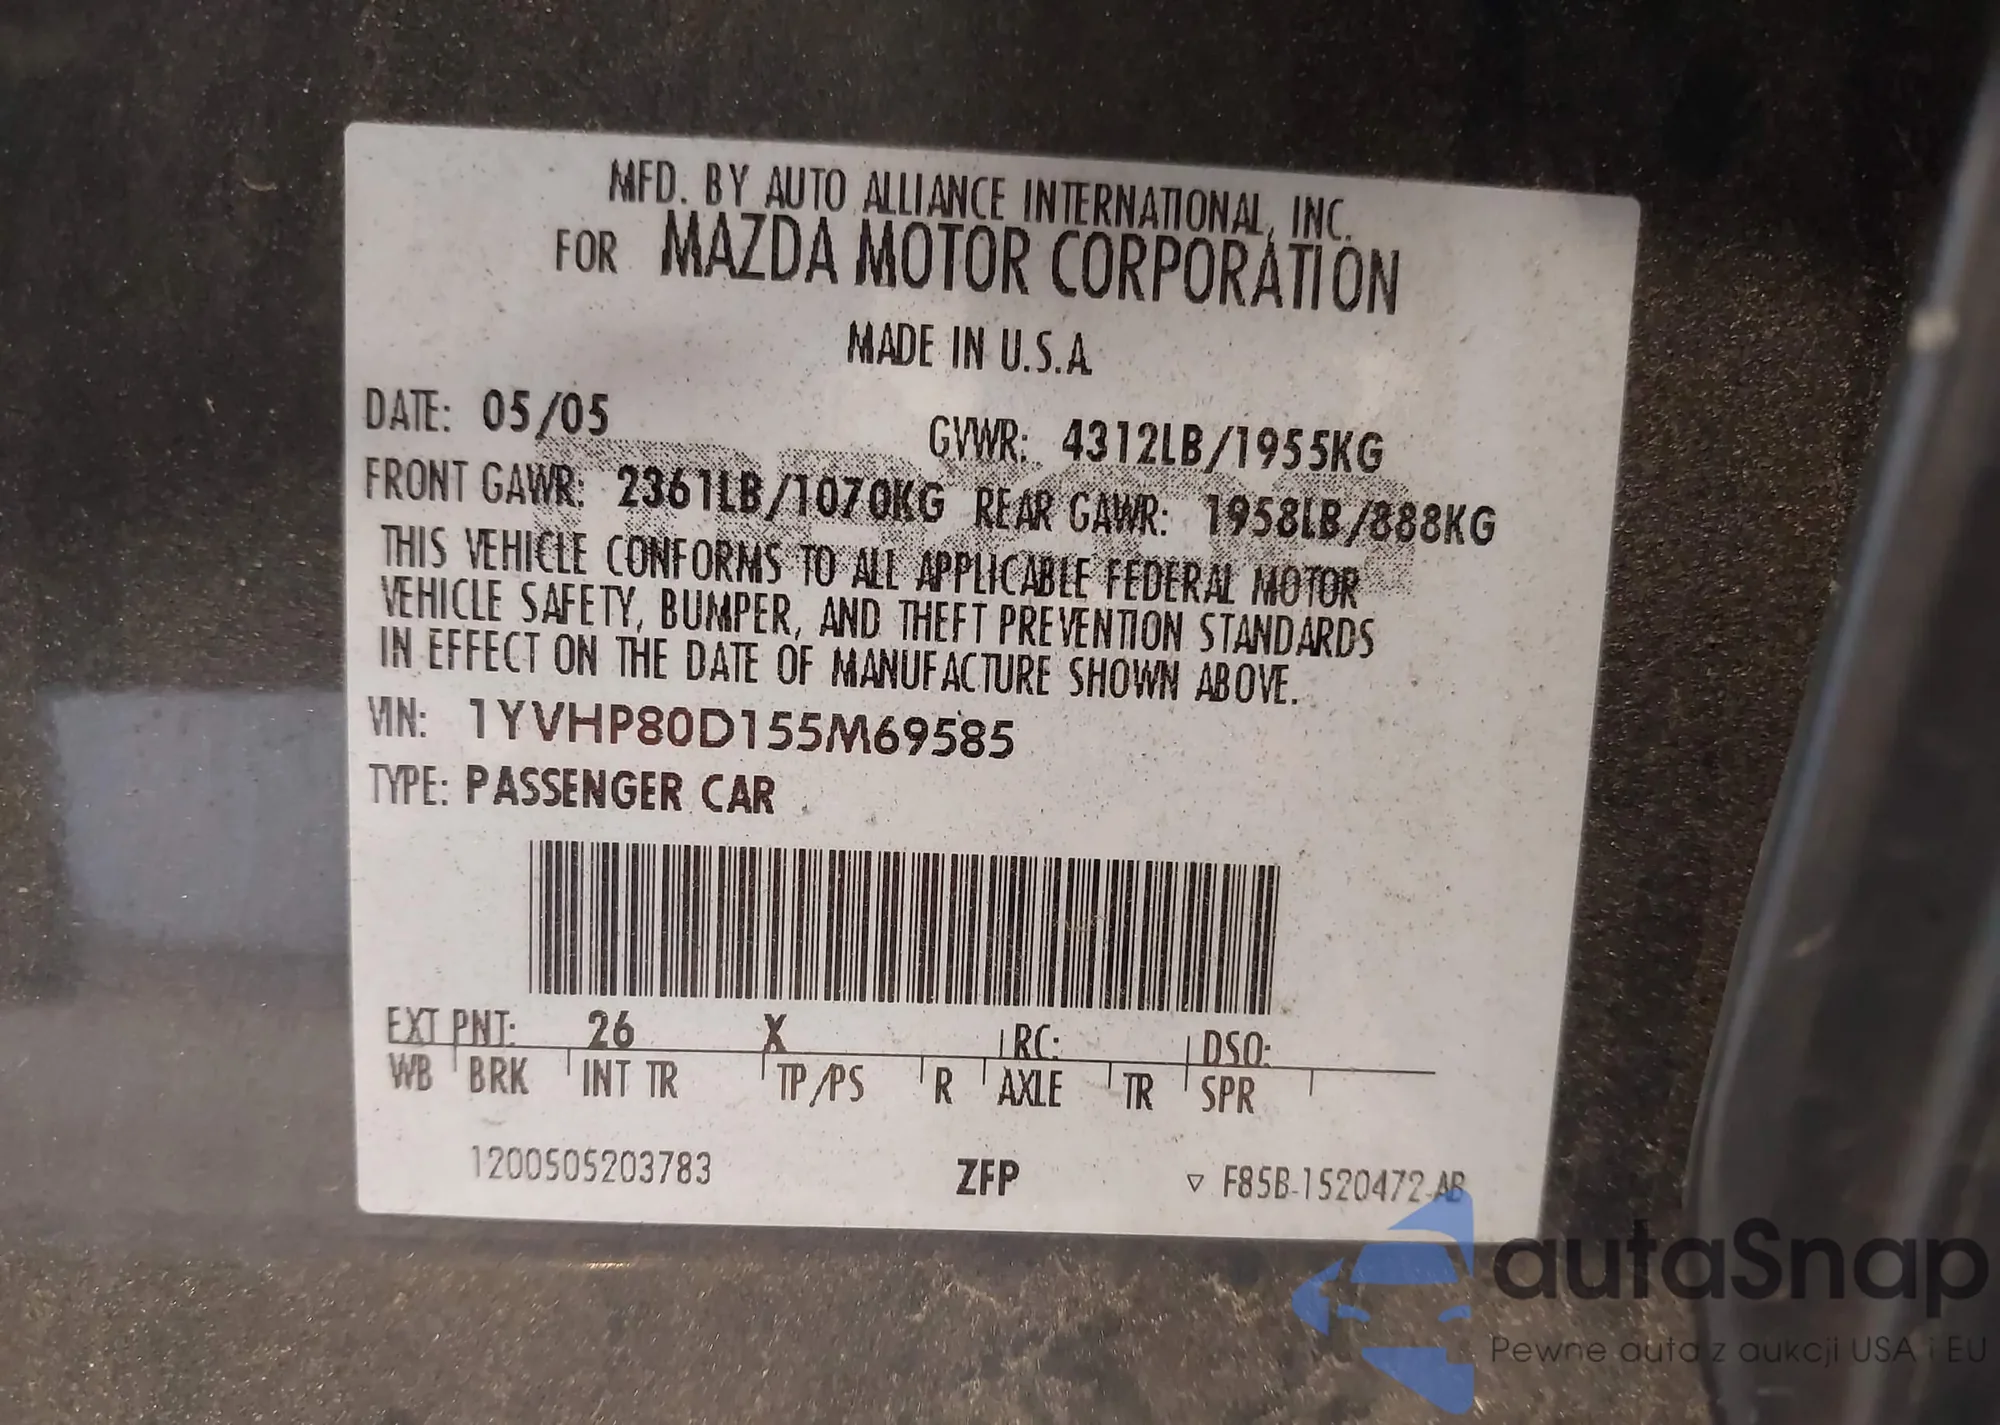 MFD. BY AUTO ALLIANCE INTERNATIONAL, INC.
FOR MAZDA MOTOR CORPORATION
MADE IN U.S.A.
DATE: 05/05 GVWR: 4312LB/1955KG
FRONT GAWR: 2361LB/1070KG REAR GAWR: 1958LB/888KG
THIS VEHICLE CONFORMS TO ALL APPLICABLE FEDERAL MOTOR
VEHICLE SAFETY, BUMPER, AND THEFT PREVENTION STANDARDS
IN EFFECT ON THE DATE OF MANUFACTURE SHOWN ABOVE.
VIN: 1YVHP80D155M69585
TYPE: PASSENGER CAR
EXT PNT: 26 X RC: DSO:
WB BRK INT TR TP/PS R AXLE TR SPR
1200505203783 ZFP ▽ F85B-1520472-AB
autaSnap
Pewne auta z aukcji USA i EU